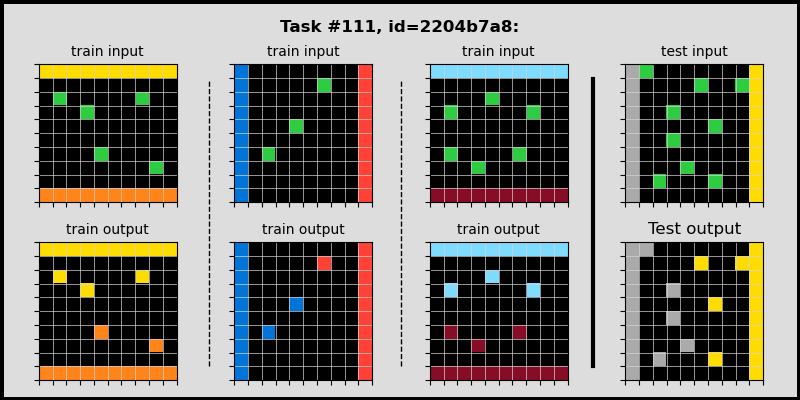 Task #111, id=2204b7a8:
train input
train input
train input
test input
train output
train output
train output
Test output